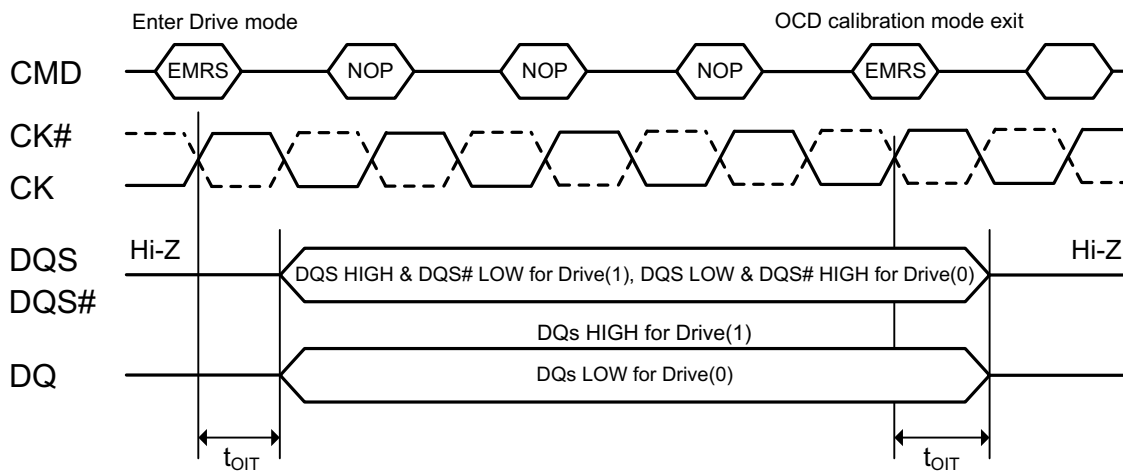 Enter Drive mode OCD calibration mode exit
CMD EMRS NOP NOP NOP EMRS
CK#
CK
Hi-Z Hi-Z
DQS
DQS HIGH & DQS# LOW for Drive(1), DQS LOW & DQS# HIGH for Drive(0)
DQS#
DQs HIGH for Drive(1)
DQ DQs LOW for Drive(0)
tOIT tOIT